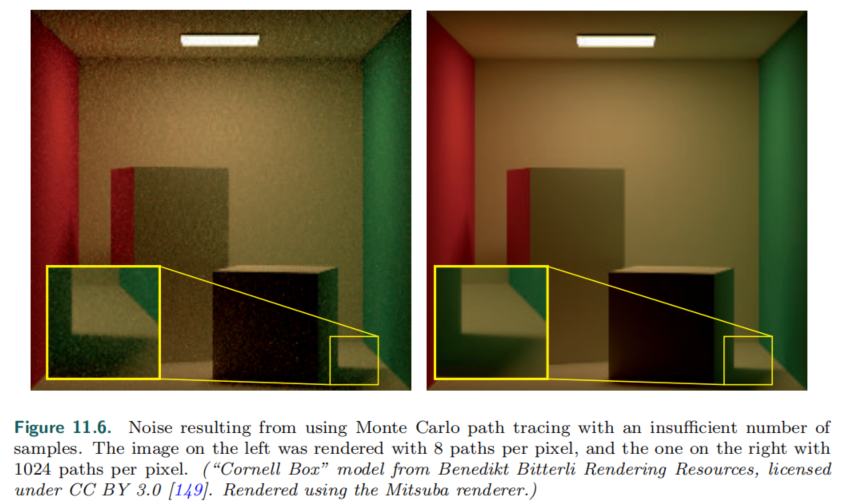 Figure 11.6. Noise resulting from using Monte Carlo path tracing with an insufficient number of
samples. The image on the left was rendered with 8 paths per pixel, and the one on the right with
1024 paths per pixel. (“Cornell Box” model from Benedikt Bitterli Rendering Resources, licensed
under CC BY 3.0 [149]. Rendered using the Mitsuba renderer.)